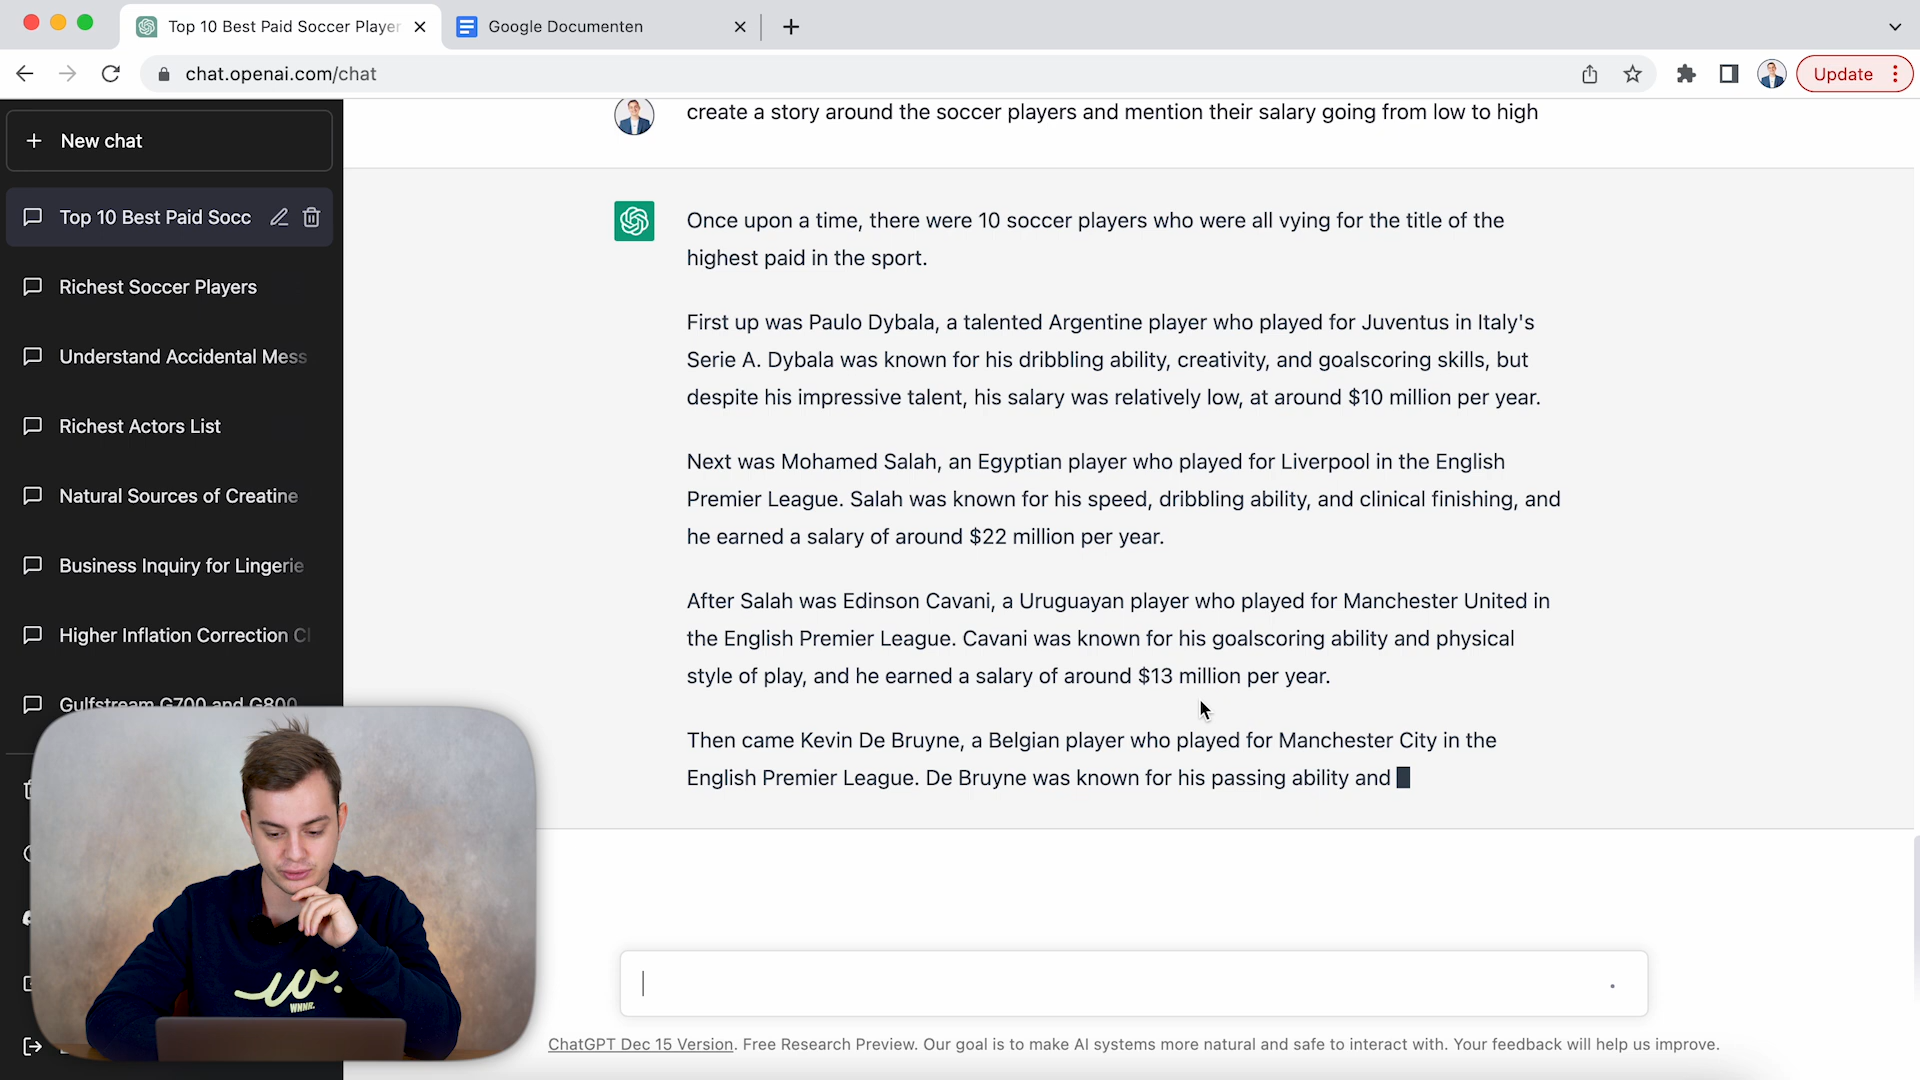 Top 10 Best Paid Soccer Player
Google Documenten
chat.openai.com/chat
Update
New chat
Top 10 Best Paid Socc
Richest Soccer Players
Understand Accidental Mess
Richest Actors List
Natural Sources of Creatine
Business Inquiry for Lingerie
Higher Inflation Correction Cl
Gulfstream G700 and G800
create a story around the soccer players and mention their salary going from low to high
Once upon a time, there were 10 soccer players who were all vying for the title of the
highest paid in the sport.
First up was Paulo Dybala, a talented Argentine player who played for Juventus in Italy's
Serie A. Dybala was known for his dribbling ability, creativity, and goalscoring skills, but
despite his impressive talent, his salary was relatively low, at around $10 million per year.
Next was Mohamed Salah, an Egyptian player who played for Liverpool in the English
Premier League. Salah was known for his speed, dribbling ability, and clinical finishing, and
he earned a salary of around $22 million per year.
After Salah was Edinson Cavani, a Uruguayan player who played for Manchester United in
the English Premier League. Cavani was known for his goalscoring ability and physical
style of play, and he earned a salary of around $13 million per year.
Then came Kevin De Bruyne, a Belgian player who played for Manchester City in the
English Premier League. De Bruyne was known for his passing ability and
w.
WNNR.
ChatGPT Dec 15 Version. Free Research Preview. Our goal is to make AI systems more natural and safe to interact with. Your feedback will help us improve.